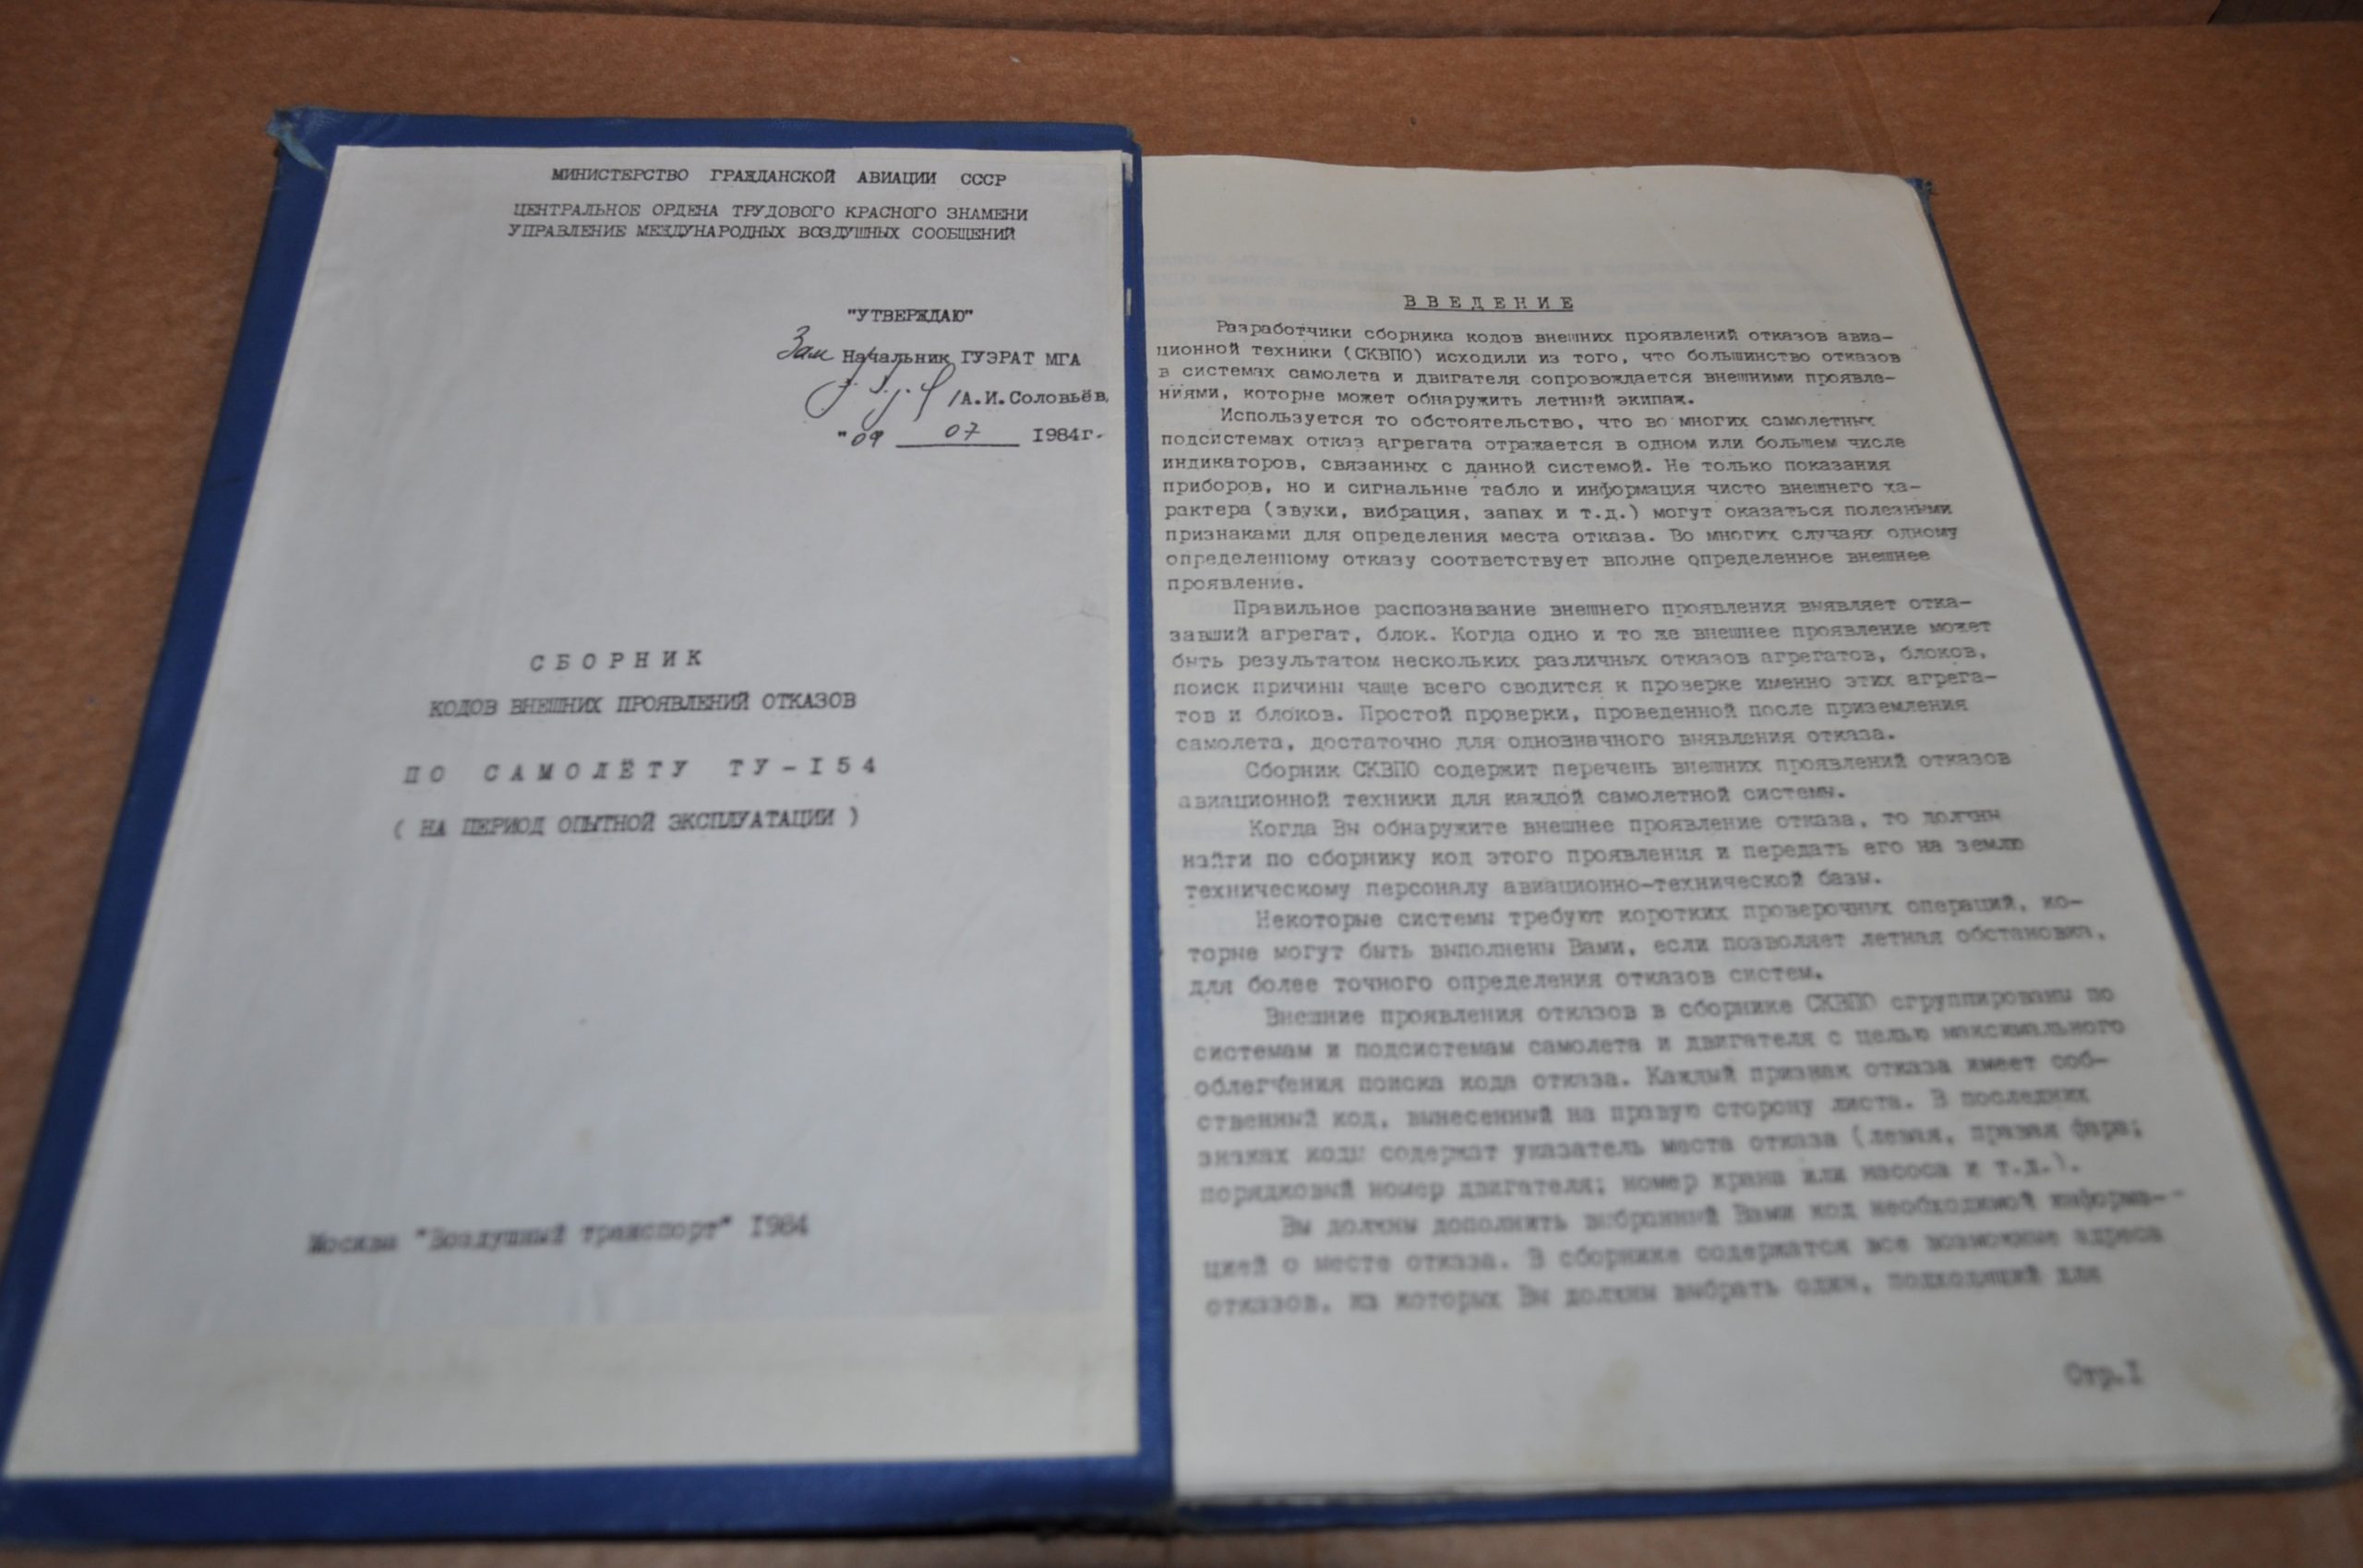 МИНИСТЕРСТВО ГРАЖДАНСКОЙ АВИАЦИИ СССР
ЦЕНТРАЛЬНОЕ ОРДЕНА ТРУДОВОГО КРАСНОГО ЗНАМЕНИ
УПРАВЛЕНИЕ МЕЖДУНАРОДНЫХ ВОЗДУШНЫХ СООБЩЕНИЙ
"УТВЕРЖДАЮ"
Зам Начальник ГУЭРАТ МГА
/А.И.Соловьёв
"09 07 1984г.
СБОРНИК
КОДОВ ВНЕШНИХ ПРОЯВЛЕНИЙ ОТКАЗОВ
ПО САМОЛЁТУ ТУ-154
( НА ПЕРИОД ОПЫТНОЙ ЭКСПЛУАТАЦИИ )
Москва "Воздушный транспорт" 1984
ВВЕДЕНИЕ
Разработчики сборника кодов внешних проявлений отказов авиа-
ционной техники (СКВПО) исходили из того, что большинство отказов
в системах самолета и двигателя сопровождается внешними проявле-
ниями, которые может обнаружить летный экипаж.
Используется то обстоятельство, что во многих самолетных
подсистемах отказ агрегата отражается в одном или большем числе
индикаторов, связанных с данной системой. Не только показания
приборов, но и сигнальные табло и информация чисто внешнего ха-
рактера (звуки, вибрация, запах и т.д.) могут оказаться полезными
признаками для определения места отказа. Во многих случаях одному
определенному отказу соответствует вполне определенное внешнее
проявление.
Правильное распознавание внешнего проявления выявляет отка-
завший агрегат, блок. Когда одно и то же внешнее проявление может
быть результатом нескольких различных отказов агрегатов, блоков,
поиск причины чаще всего сводится к проверке именно этих агрега-
тов и блоков. Простой проверки, проведенной после приземления
самолета, достаточно для однозначного выявления отказа.
Сборник СКВПО содержит перечень внешних проявлений отказов
авиационной техники для каждой самолетной системы.
Когда Вы обнаружите внешнее проявление отказа, то должны
найти по сборнику код этого проявления и передать его на землю
техническому персоналу авиационно-технической базы.
Некоторые системы требуют коротких проверочных операций, ко-
торые могут быть выполнены Вами, если позволяет летная обстановка,
для более точного определения отказов систем.
Внешние проявления отказов в сборнике СКВПО сгруппированы по
системам и подсистемам самолета и двигателя с целью максимального
облегчения поиска кода отказа. Каждый признак отказа имеет соб-
ственный код, вынесенный на правую сторону листа. В последних
знаках коды содержат указатель места отказа (левая, правая фара;
порядковый номер двигателя; номер крана или насоса и т.д.).
Вы должны дополнить выбранный Вами код необходимой информа-
цией о месте отказа. В сборнике содержатся все возможные адреса
отказов, из которых Вы должны выбрать один, подходящий для
Стр.1